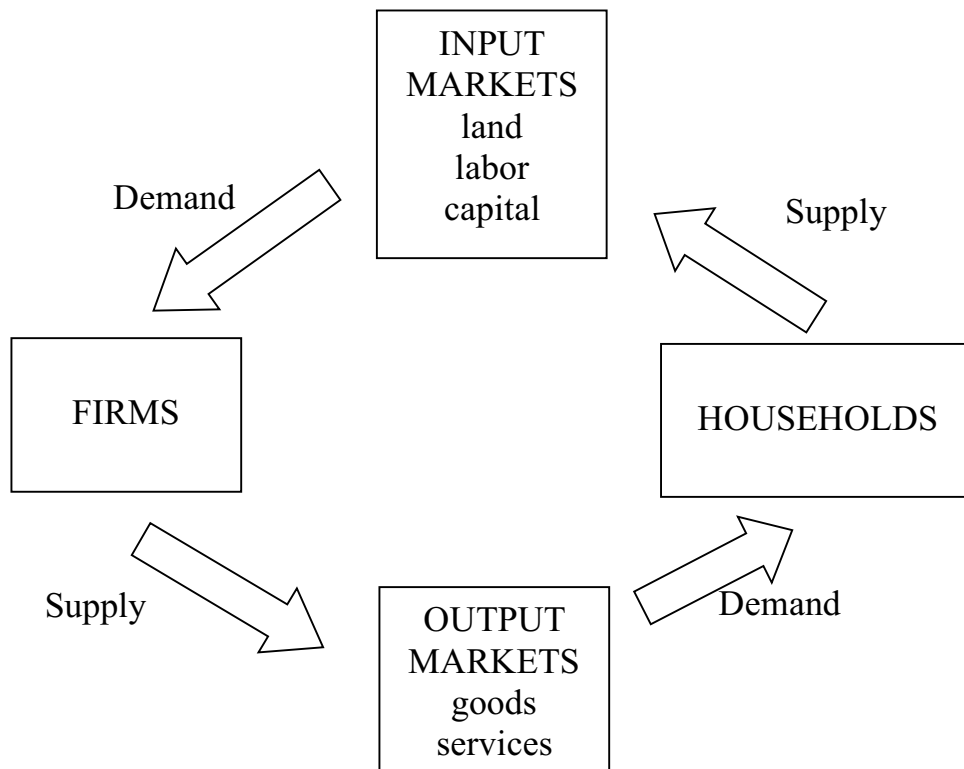 INPUT
MARKETS
land
labor
capital
Demand
Supply
FIRMS
HOUSEHOLDS
Supply
Demand
OUTPUT
MARKETS
goods
services